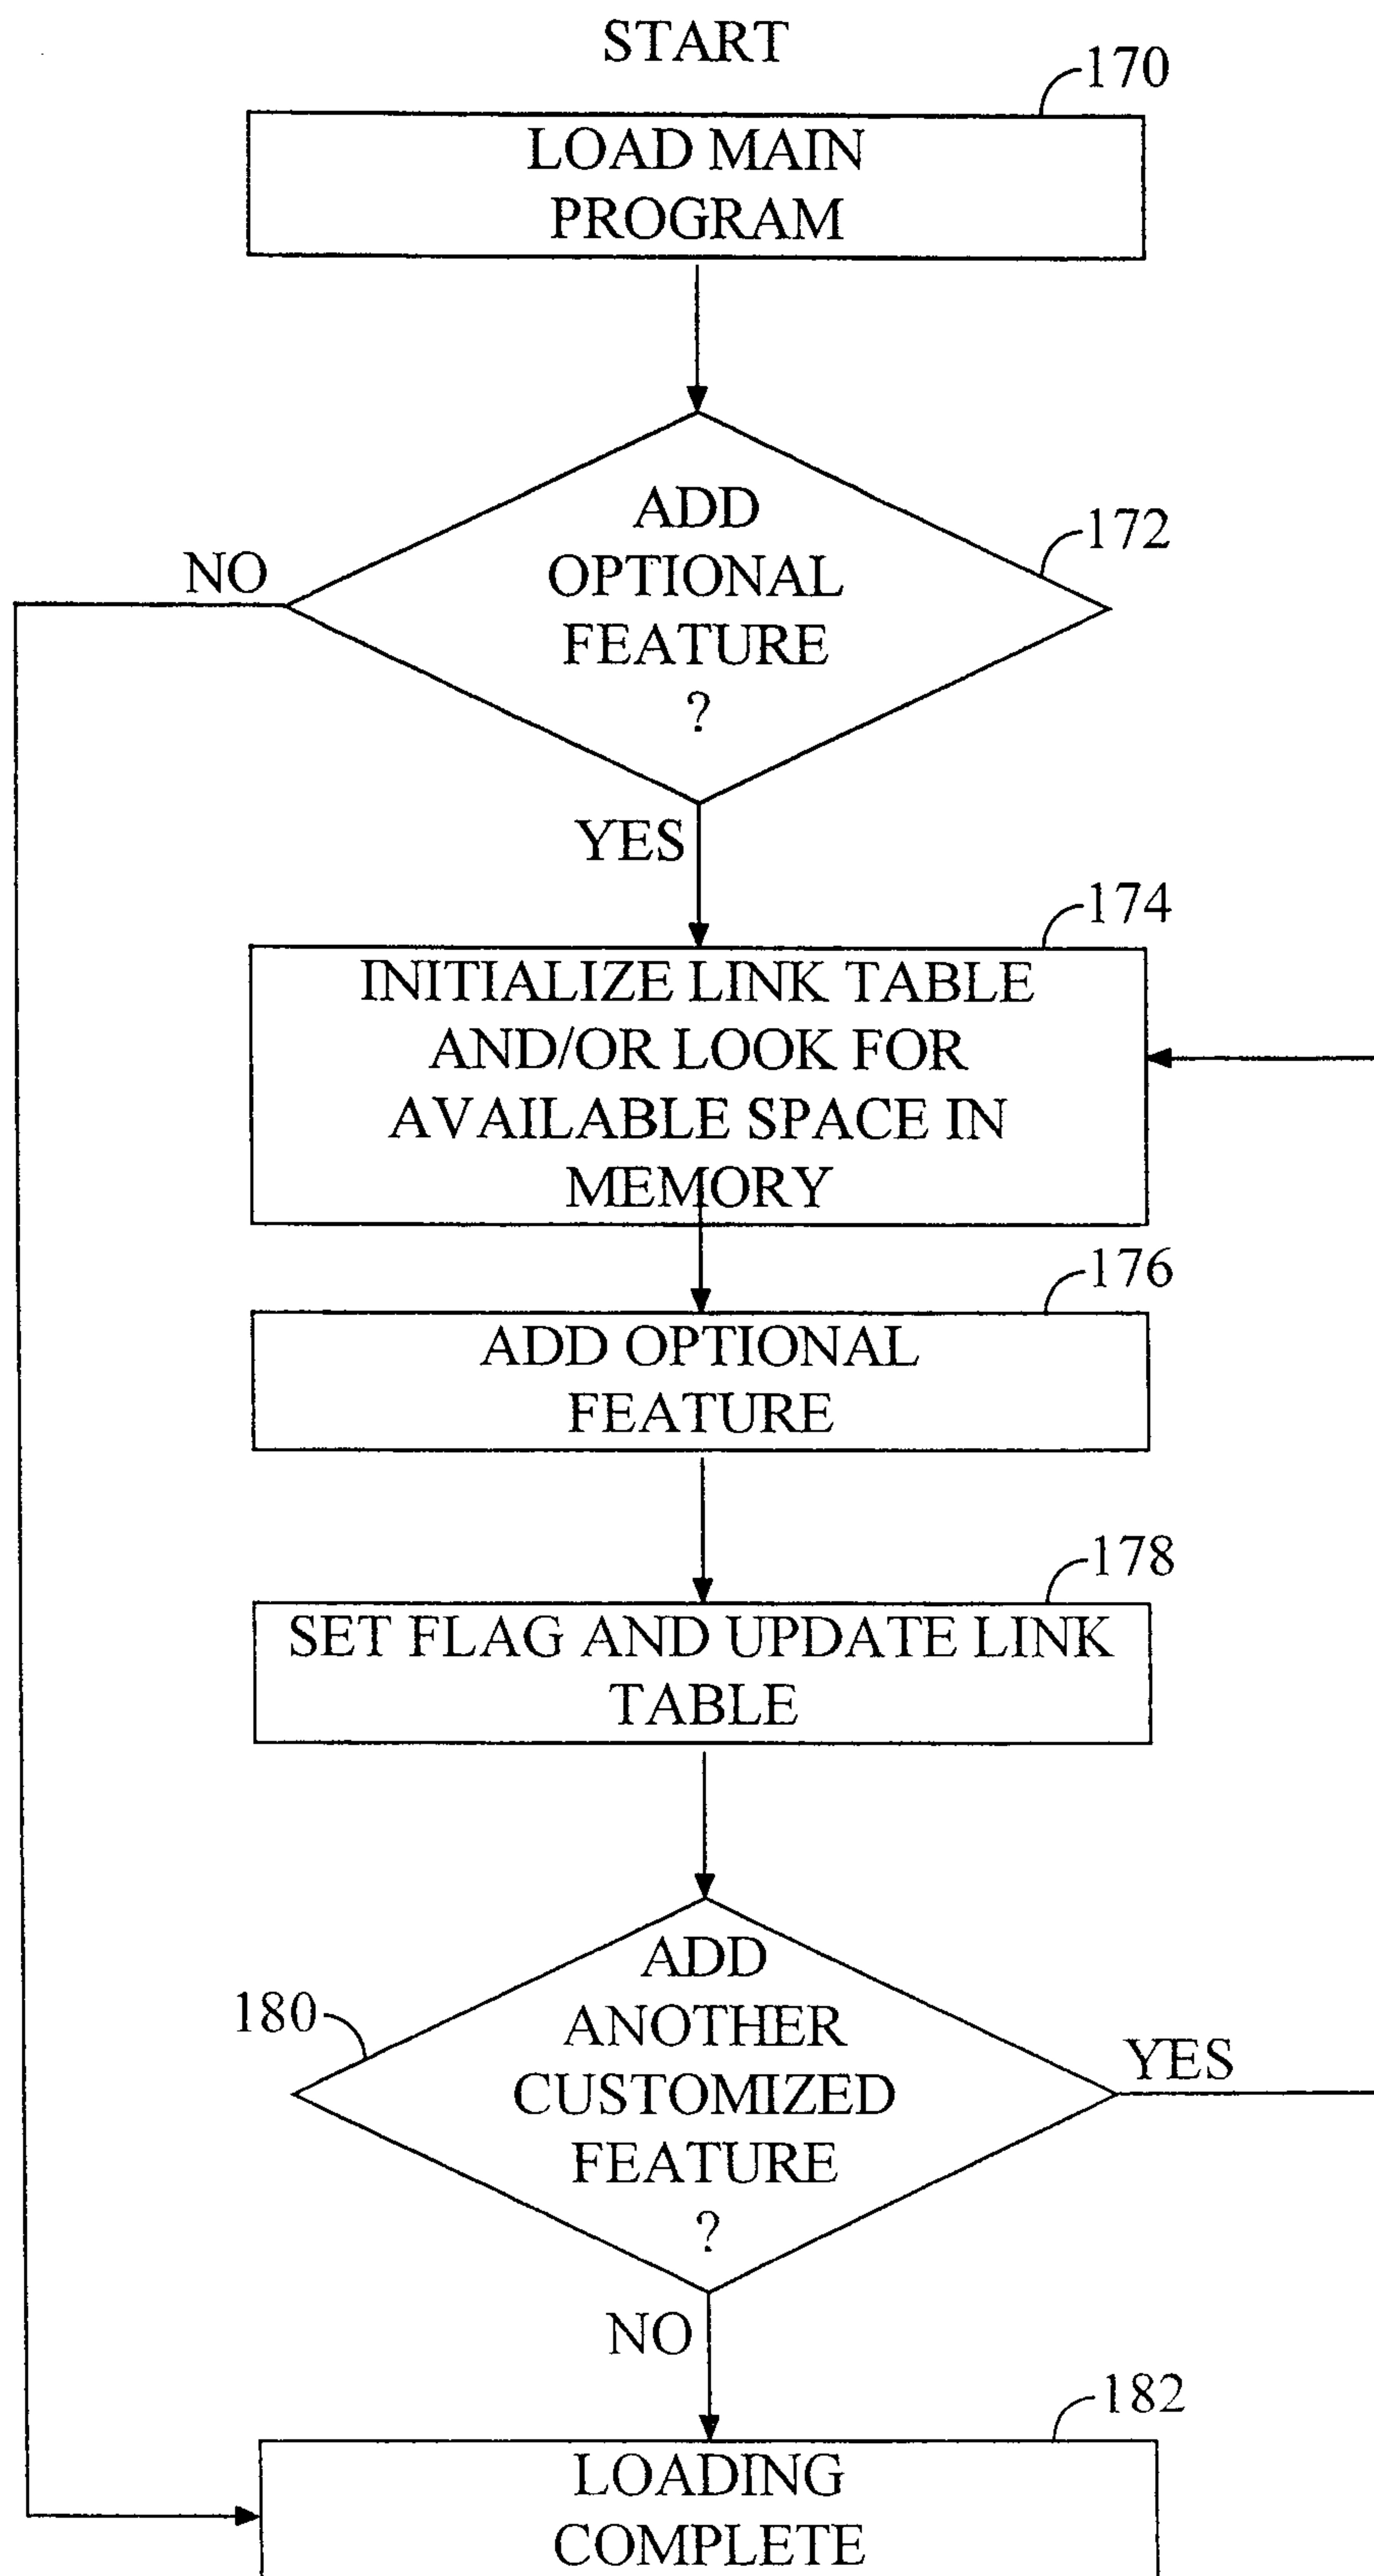 START
170
LOAD MAIN
PROGRAM
ADD
OPTIONAL
FEATURE
?
172
NO
YES
174
INITIALIZE LINK TABLE
AND/OR LOOK FOR
AVAILABLE SPACE IN
MEMORY
176
ADD OPTIONAL
FEATURE
178
SET FLAG AND UPDATE LINK
TABLE
180
ADD
ANOTHER
CUSTOMIZED
FEATURE
?
YES
NO
182
LOADING
COMPLETE